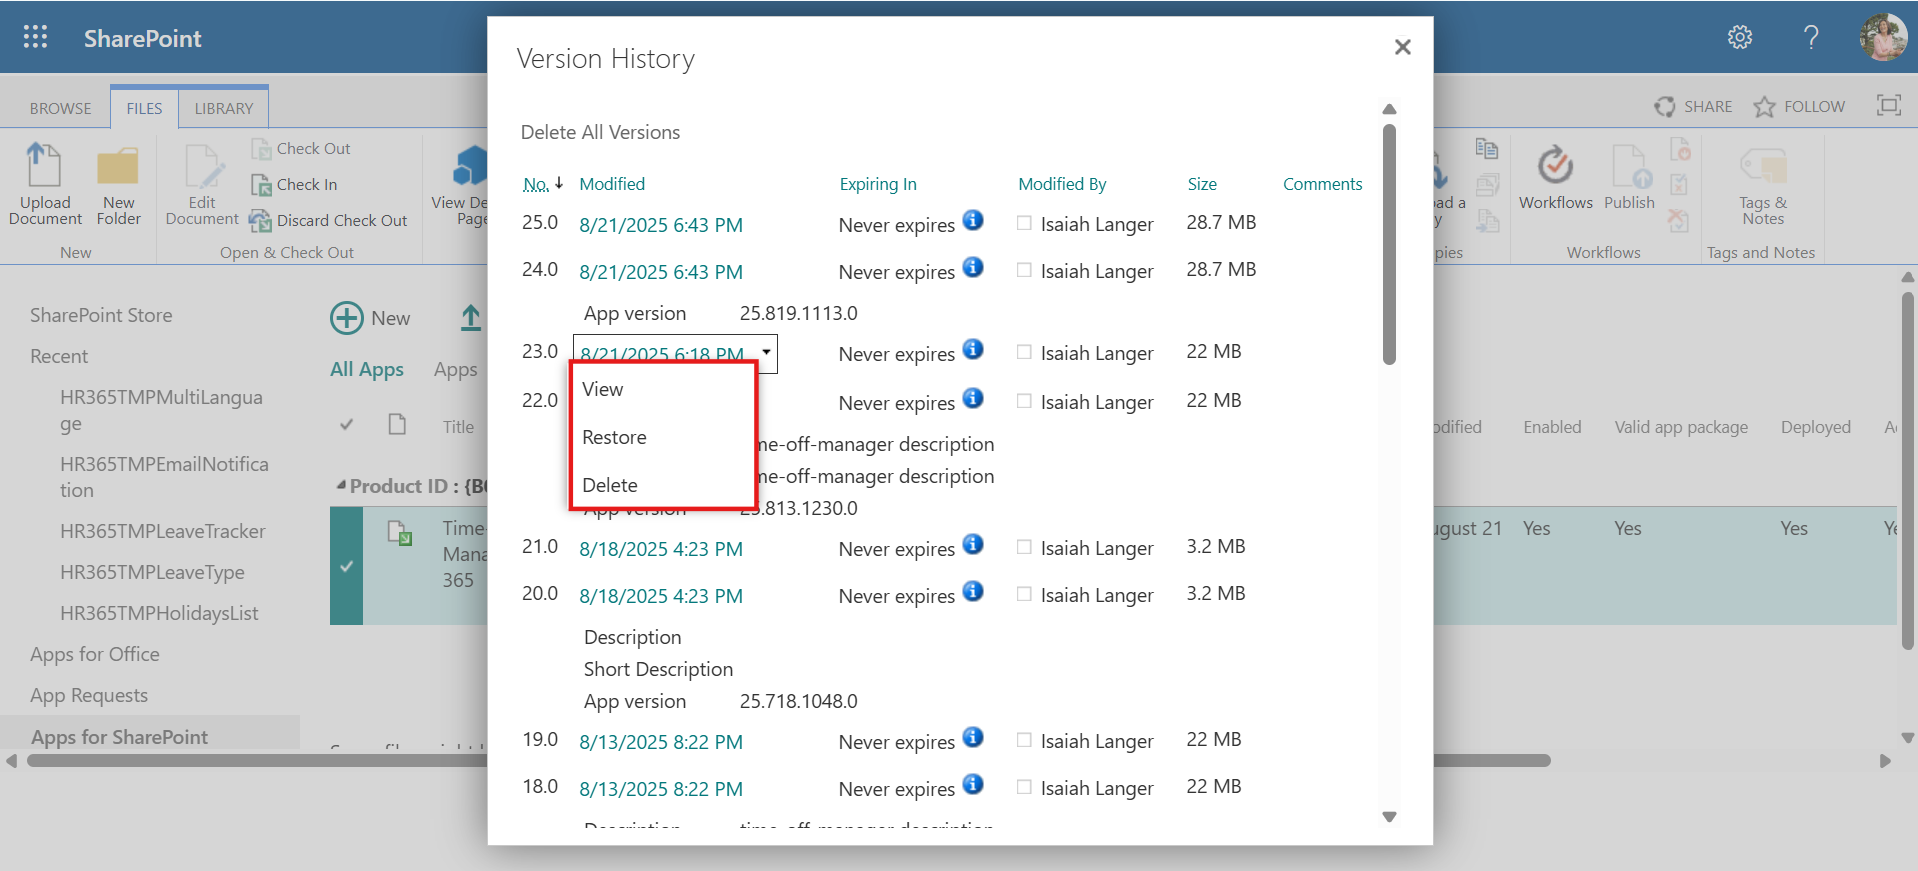 SharePoint
BROWSE FILES LIBRARY
SHARE FOLLOW
Upload Document
New Folder
New
Edit Document
Check Out
Check In
Discard Check Out
Open & Check Out
View De
Page
ad a
y
pies
Workflows
Publish
Workflows
Tags & Notes
Tags and Notes
SharePoint Store
Recent
HR365TMPMultiLangua
ge
HR365TMPEmailNotifica
tion
HR365TMPLeaveTracker
HR365TMPLeaveType
HR365TMPHolidaysList
Apps for Office
App Requests
Apps for SharePoint
New
All Apps Apps
Title
Product ID : {B
Time-
Mana
365
odified Enabled Valid app package Deployed
ugust 21 Yes Yes Yes
Version History
Delete All Versions
No. Modified Expiring In Modified By Size Comments
25.0 8/21/2025 6:43 PM Never expires Isaiah Langer 28.7 MB
24.0 8/21/2025 6:43 PM Never expires Isaiah Langer 28.7 MB
App version 25.819.1113.0
23.0 8/21/2025 6:18 PM Never expires Isaiah Langer 22 MB
View
Restore
Delete
22.0 Never expires Isaiah Langer 22 MB
me-off-manager description
me-off-manager description
App version 25.813.1230.0
21.0 8/18/2025 4:23 PM Never expires Isaiah Langer 3.2 MB
20.0 8/18/2025 4:23 PM Never expires Isaiah Langer 3.2 MB
Description
Short Description
App version 25.718.1048.0
19.0 8/13/2025 8:22 PM Never expires Isaiah Langer 22 MB
18.0 8/13/2025 8:22 PM Never expires Isaiah Langer 22 MB
Description time-off-manager description